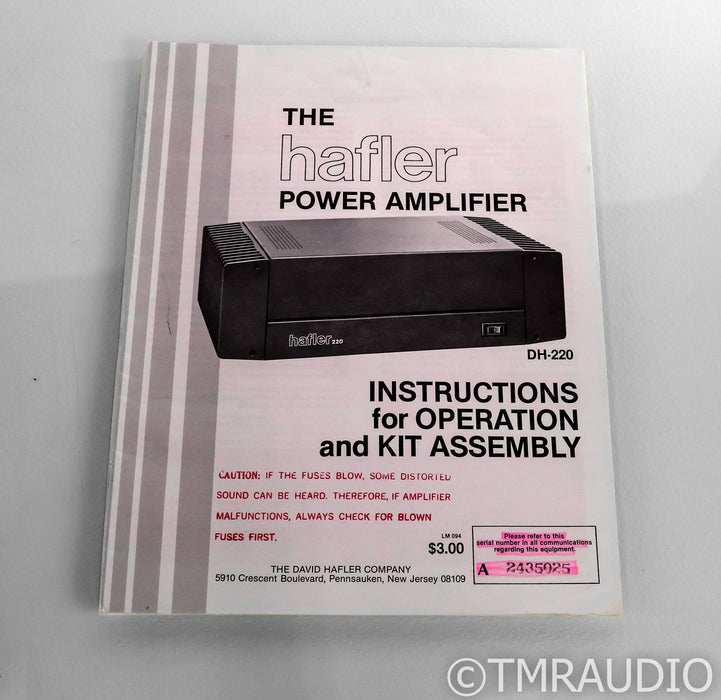 THE
hafler
POWER AMPLIFIER
hafler 220
DH-220
INSTRUCTIONS
for OPERATION
and KIT ASSEMBLY
CAUTION: IF THE FUSES BLOW, SOME DISTORTED
SOUND CAN BE HEARD. THEREFORE, IF AMPLIFIER
MALFUNCTIONS, ALWAYS CHECK FOR BLOWN
FUSES FIRST.
LM 094
$3.00
Please refer to this
serial number in all communications
regarding this equipment.
A 2435025
THE DAVID HAFLER COMPANY
5910 Crescent Boulevard, Pennsauken, New Jersey 08109
©TMRAUDIO